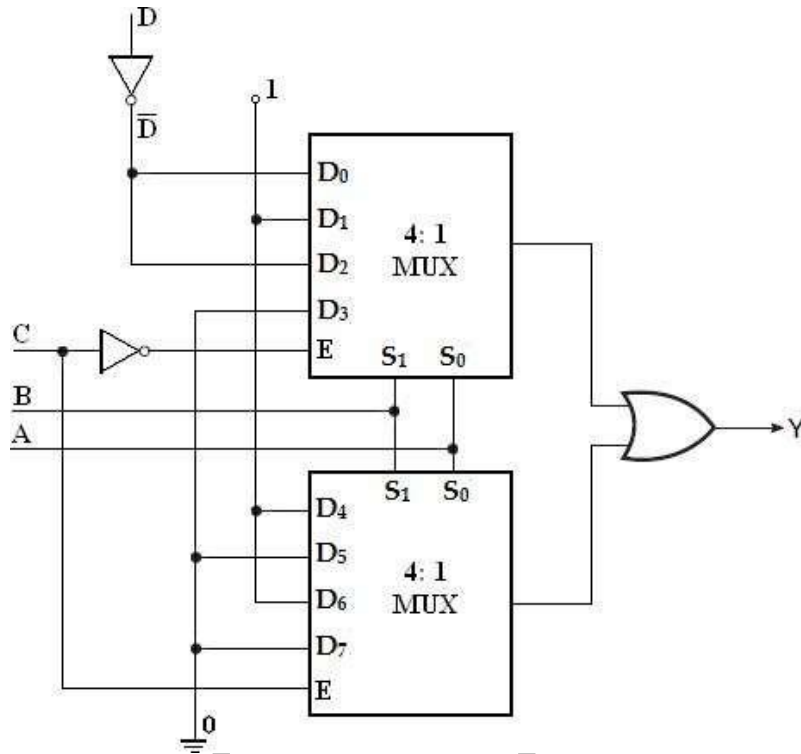 D
D̅
1
D₀
D₁
D₂
D₃
E
4: 1
MUX
S₁ S₀
C
B
A
Y
S₁ S₀
D₄
D₅
D₆
D₇
E
4: 1
MUX
0